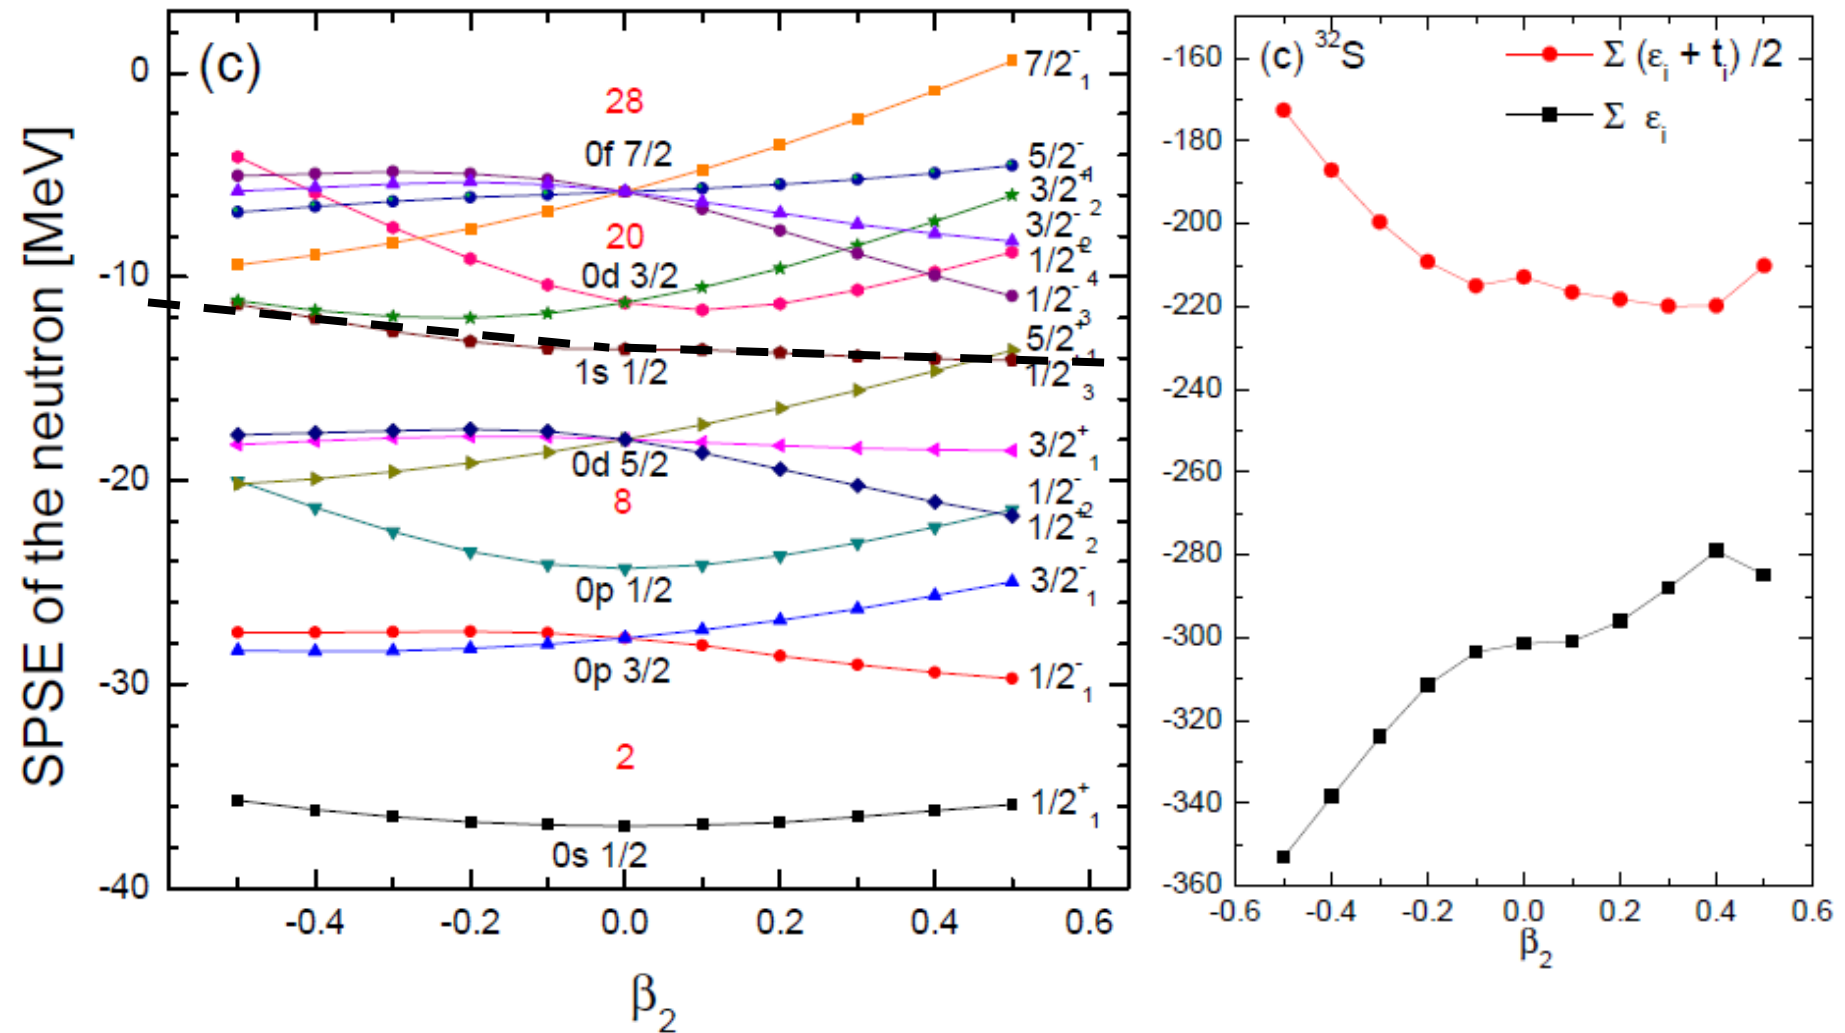 (c)
SPSE of the neutron [MeV]
0
-10
-20
-30
-40
28
0f 7/2
20
0d 3/2
1s 1/2
0d 5/2
8
0p 1/2
0p 3/2
2
0s 1/2
7/2⁻₁
5/2⁻₁
3/2⁺₂
3/2⁻₂
1/2⁺₄
1/2⁻₃
5/2⁺₁
1/2⁺₃
3/2⁺₁
1/2⁻₂
1/2⁺₂
3/2⁻₁
1/2⁻₁
1/2⁺₁
-0.4 -0.2 0.0 0.2 0.4 0.6
β₂
(c) ³²S
Σ (εᵢ + tᵢ) /2
Σ εᵢ
-160
-180
-200
-220
-240
-260
-280
-300
-320
-340
-360
-0.6 -0.4 -0.2 0.0 0.2 0.4 0.6
β₂